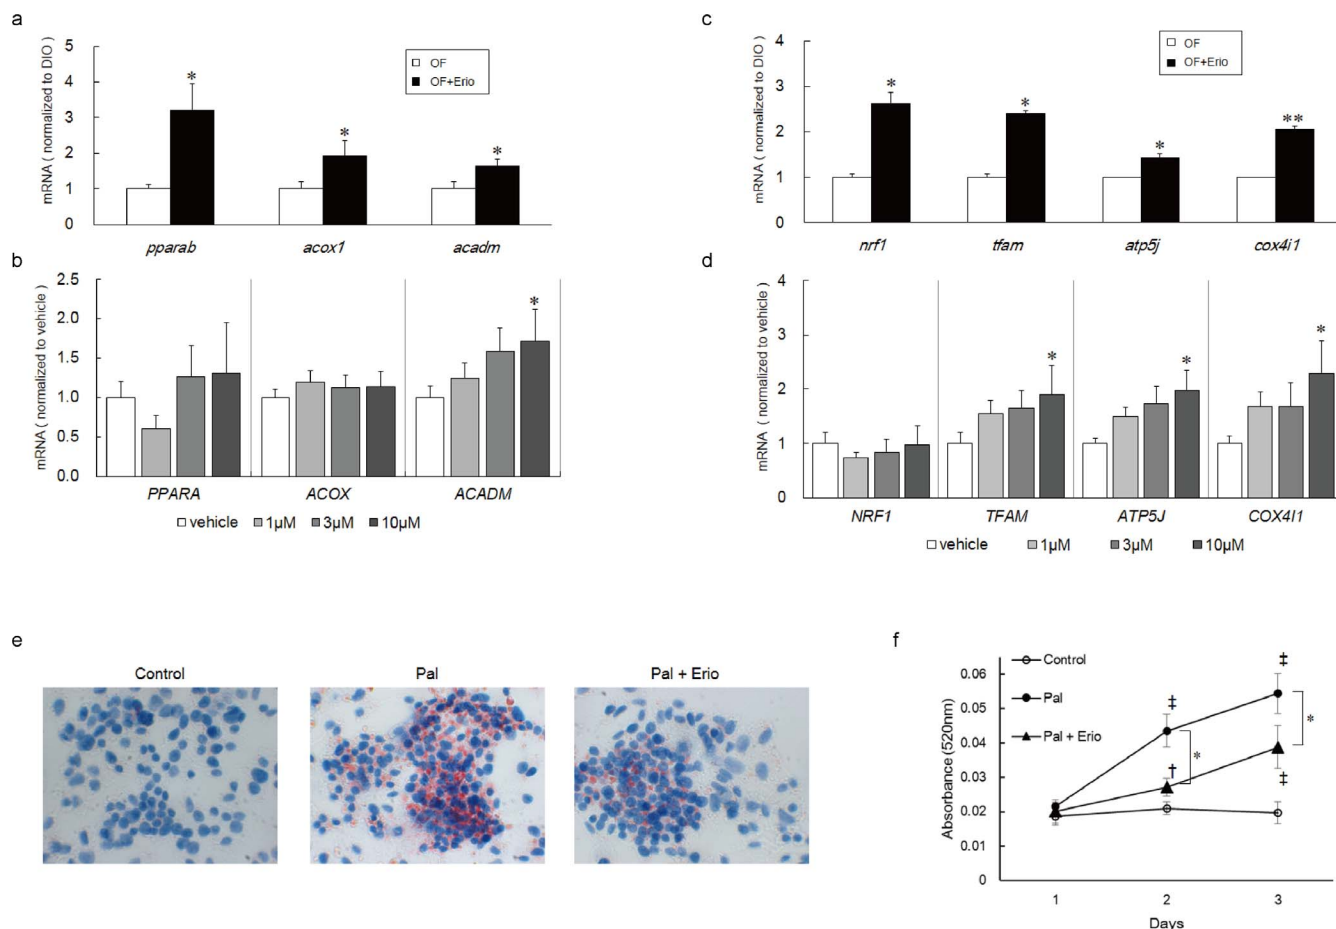 a
mRNA ( normalized to DIO )
5
4
3
2
1
0
OF
OF+Erio
*
*
*
pparab
acox1
acadm
b
mRNA ( normalized to vehicle )
2.5
2.0
1.5
1.0
0.5
0.0
*
PPARA
ACOX
ACADM
vehicle 1µM 3µM 10µM
c
mRNA ( normalized to DIO )
4
3
2
1
0
OF
OF+Erio
*
*
*
**
nrf1
tfam
atp5j
cox4i1
d
mRNA ( normalized to vehicle )
4
3
2
1
0
*
*
*
NRF1
TFAM
ATP5J
COX4I1
vehicle 1µM 3µM 10µM
e
Control
Pal
Pal + Erio
f
Absorbance (520nm)
0.06
0.05
0.04
0.03
0.02
0.01
0
Control
Pal
Pal + Erio
‡
†
*
‡
*
‡
1 2 3
Days